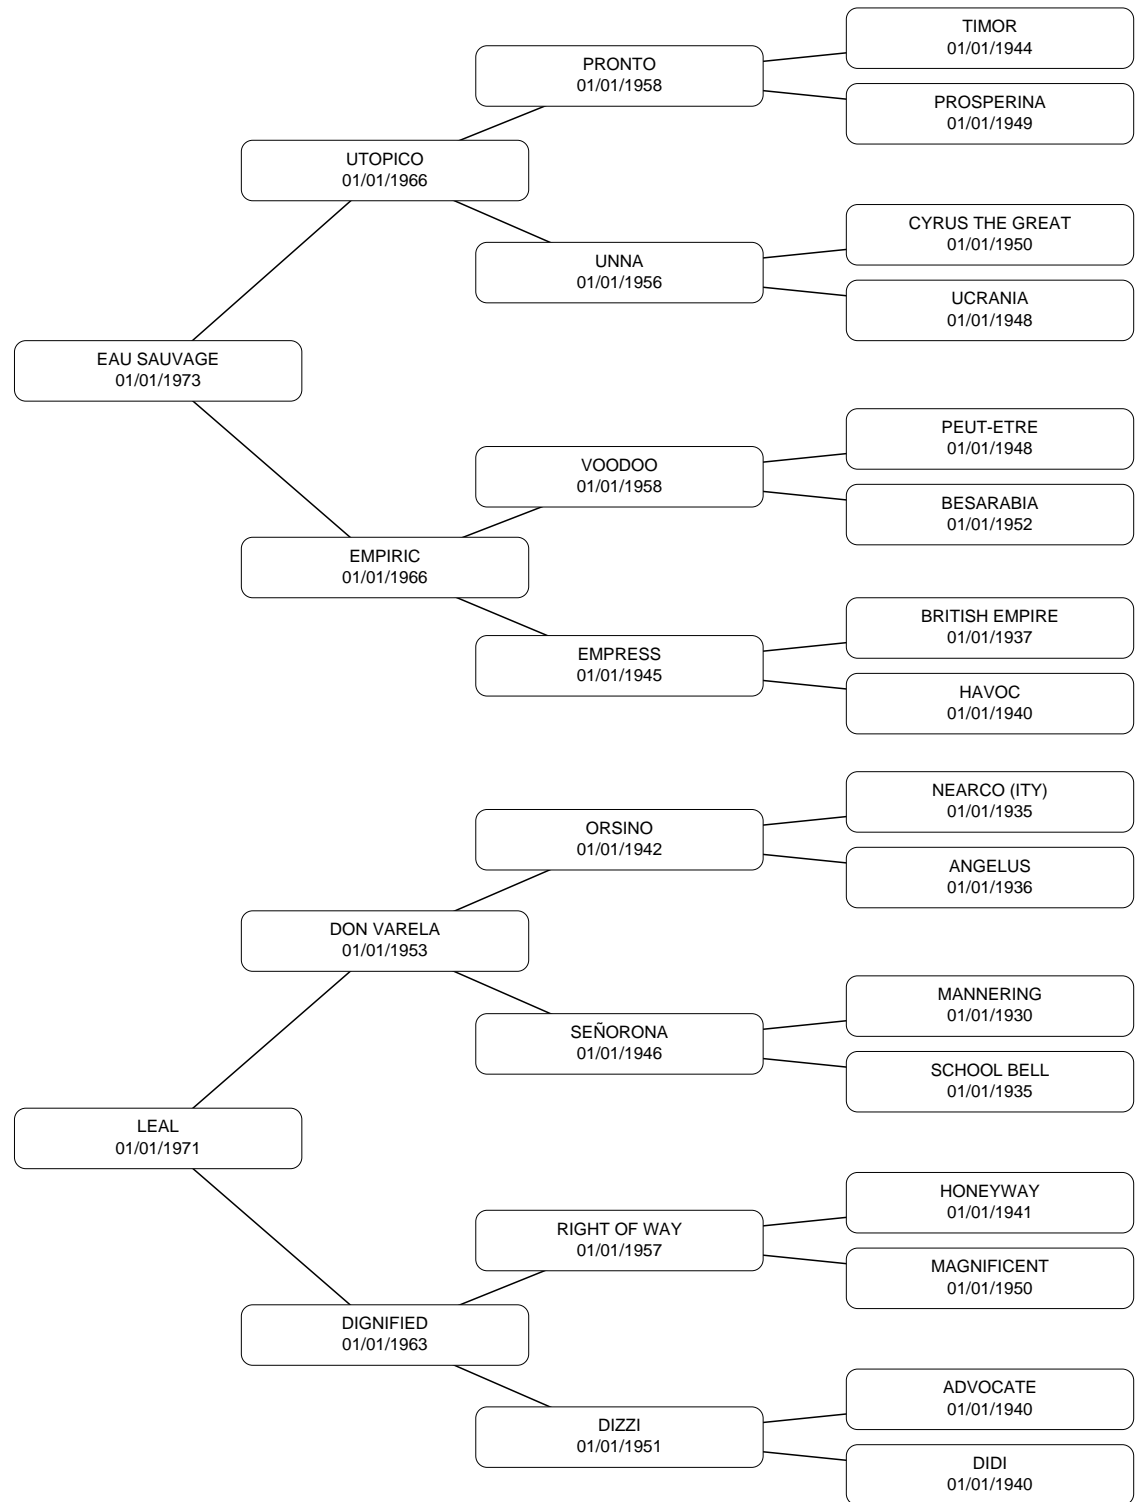 TIMOR
01/01/1944
PRONTO
01/01/1958
PROSPERINA
01/01/1949
UTOPICO
01/01/1966
CYRUS THE GREAT
01/01/1950
UNNA
01/01/1956
UCRANIA
01/01/1948
EAU SAUVAGE
01/01/1973
PEUT-ETRE
01/01/1948
VOODOO
01/01/1958
BESARABIA
01/01/1952
EMPIRIC
01/01/1966
BRITISH EMPIRE
01/01/1937
EMPRESS
01/01/1945
HAVOC
01/01/1940
NEARCO (ITY)
01/01/1935
ORSINO
01/01/1942
ANGELUS
01/01/1936
DON VARELA
01/01/1953
MANNERING
01/01/1930
SEÑORONA
01/01/1946
SCHOOL BELL
01/01/1935
LEAL
01/01/1971
HONEYWAY
01/01/1941
RIGHT OF WAY
01/01/1957
MAGNIFICENT
01/01/1950
DIGNIFIED
01/01/1963
ADVOCATE
01/01/1940
DIZZI
01/01/1951
DIDI
01/01/1940